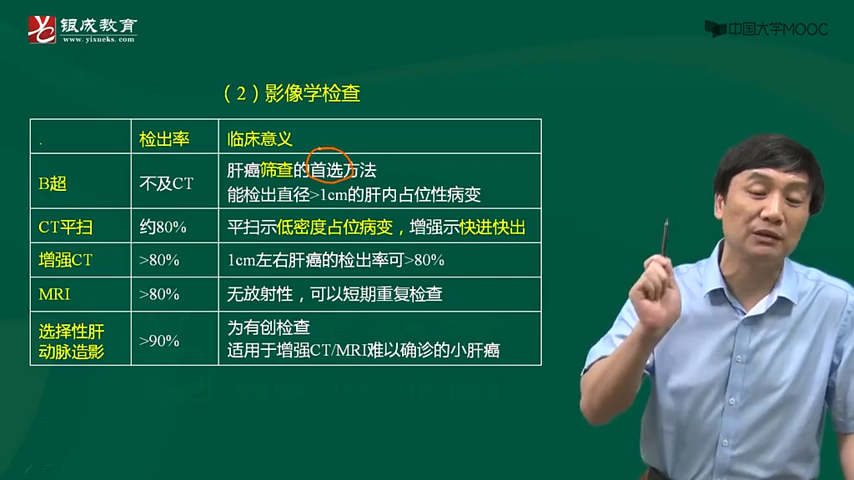 银成教育
www.yixueks.com
中国大学MOOC
（2）影像学检查
检出率 临床意义
B超 不及CT 肝癌筛查的首选方法
能检出直径>1cm的肝内占位性病变
CT平扫 约80% 平扫示低密度占位病变，增强示快进快出
增强CT >80% 1cm左右肝癌的检出率可>80%
MRI >80% 无放射性，可以短期重复检查
选择性肝动脉造影 >90% 为有创检查
适用于增强CT/MRI难以确诊的小肝癌